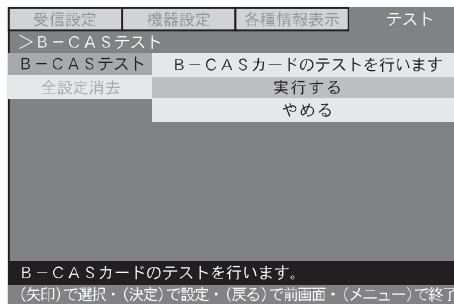 受信設定 機器設定 各種情報表示 テスト
＞Ｂ－ＣＡＳテスト
Ｂ－ＣＡＳテスト Ｂ－ＣＡＳカードのテストを行います
全設定消去 実行する
やめる
Ｂ－ＣＡＳカードのテストを行います。
(矢印)で選択・(決定)で設定・(戻る)で前画面・(メニュー)で終了